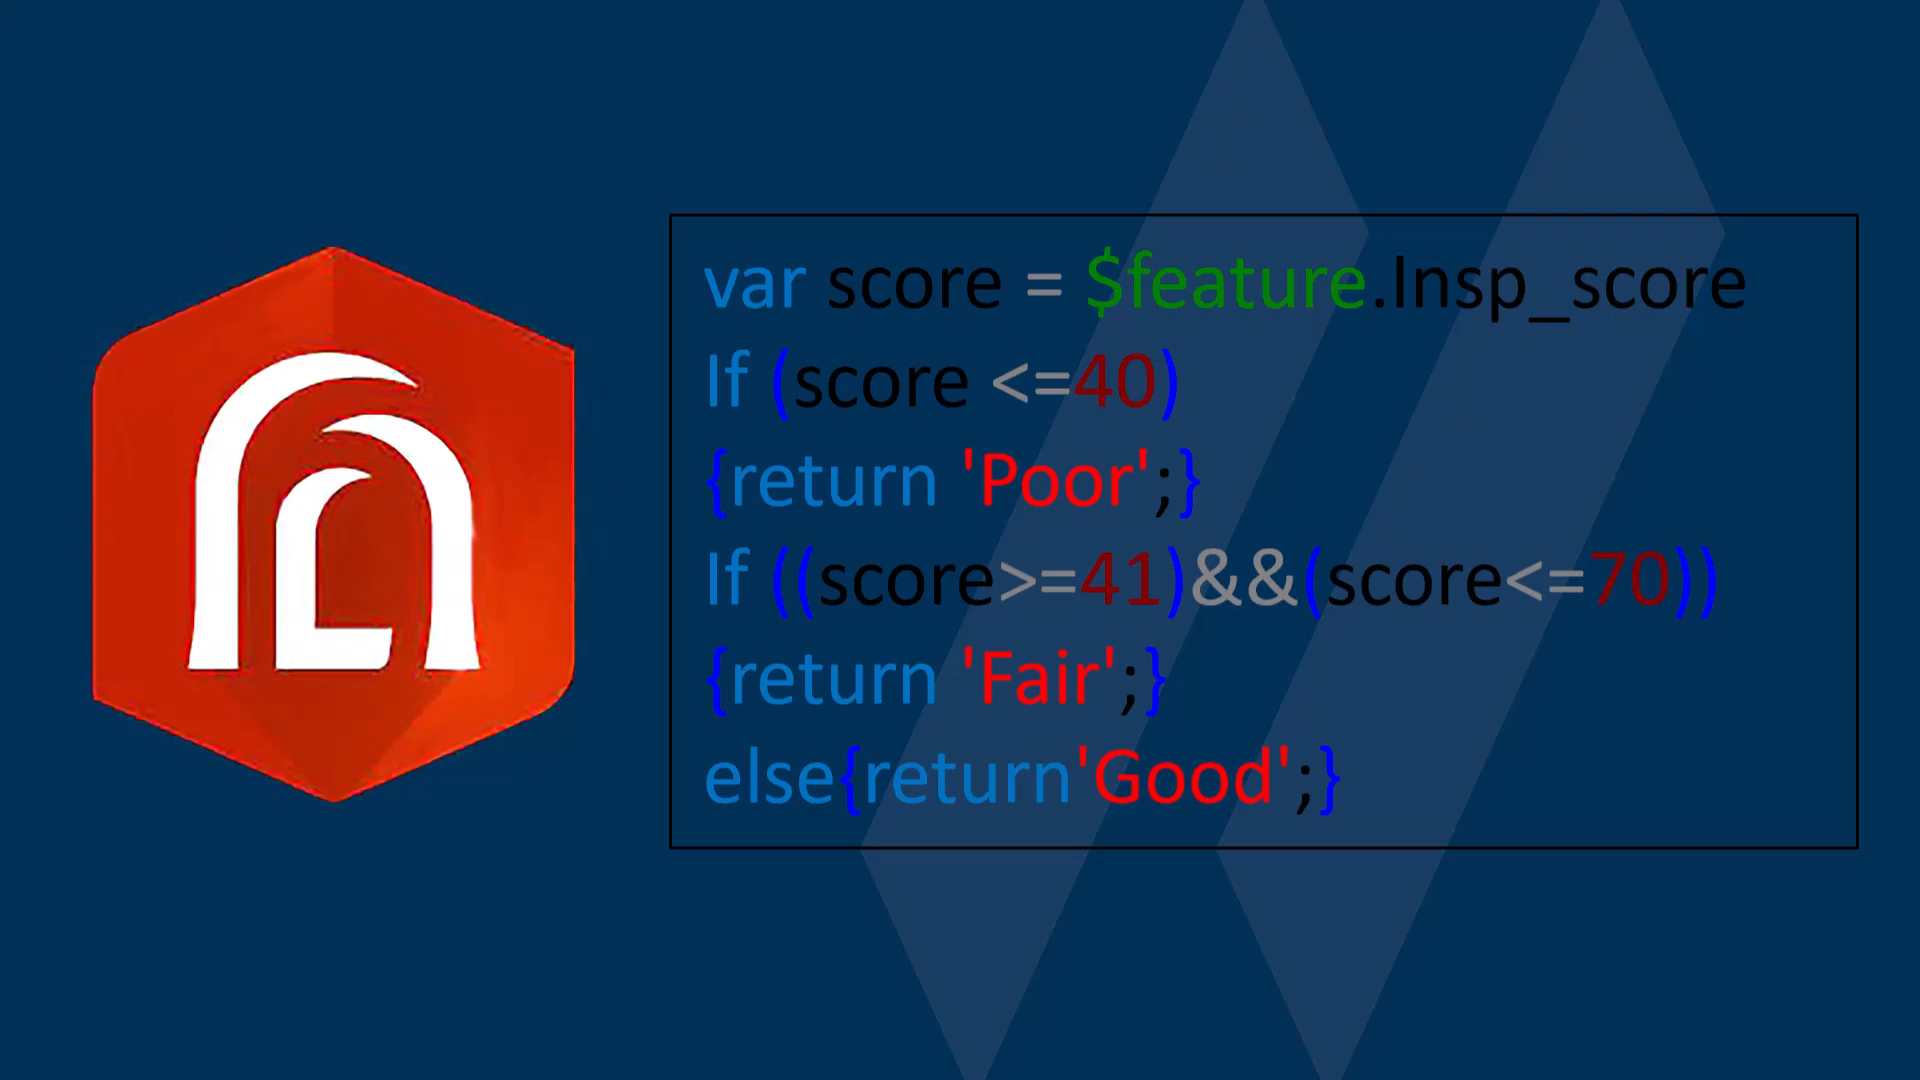 var score = $feature.Insp_score
If (score <=40)
{return 'Poor';}
If ((score>=41)&&(score<=70))
{return 'Fair';}
else{return'Good';}